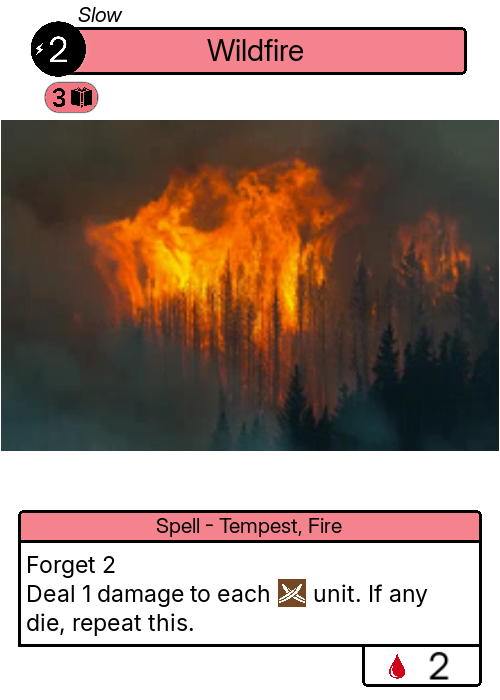 Slow
2
Wildfire
3
Spell - Tempest, Fire
Forget 2
Deal 1 damage to each unit. If any
die, repeat this.
2